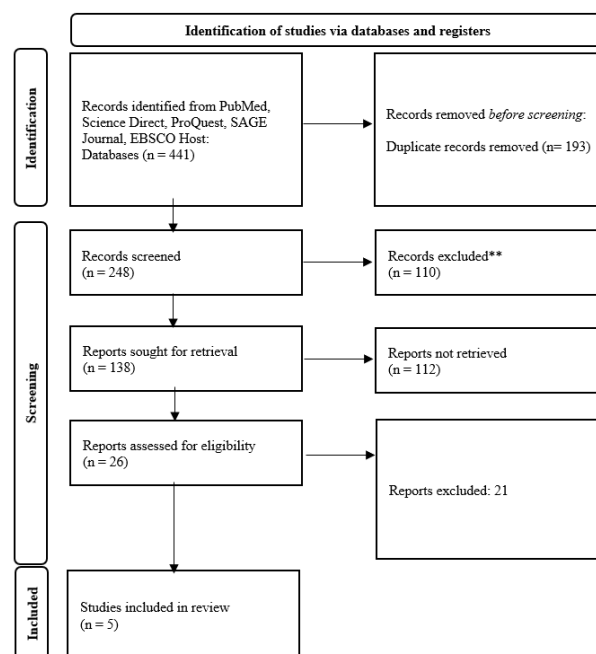 Identification of studies via databases and registers
Identification
Records identified from PubMed,
Science Direct, ProQuest, SAGE
Journal, EBSCO Host:
Databases (n = 441)
Records removed before screening:
Duplicate records removed (n= 193)
Screening
Records screened
(n = 248)
Records excluded**
(n = 110)
Reports sought for retrieval
(n = 138)
Reports not retrieved
(n = 112)
Reports assessed for eligibility
(n = 26)
Reports excluded: 21
Included
Studies included in review
(n = 5)